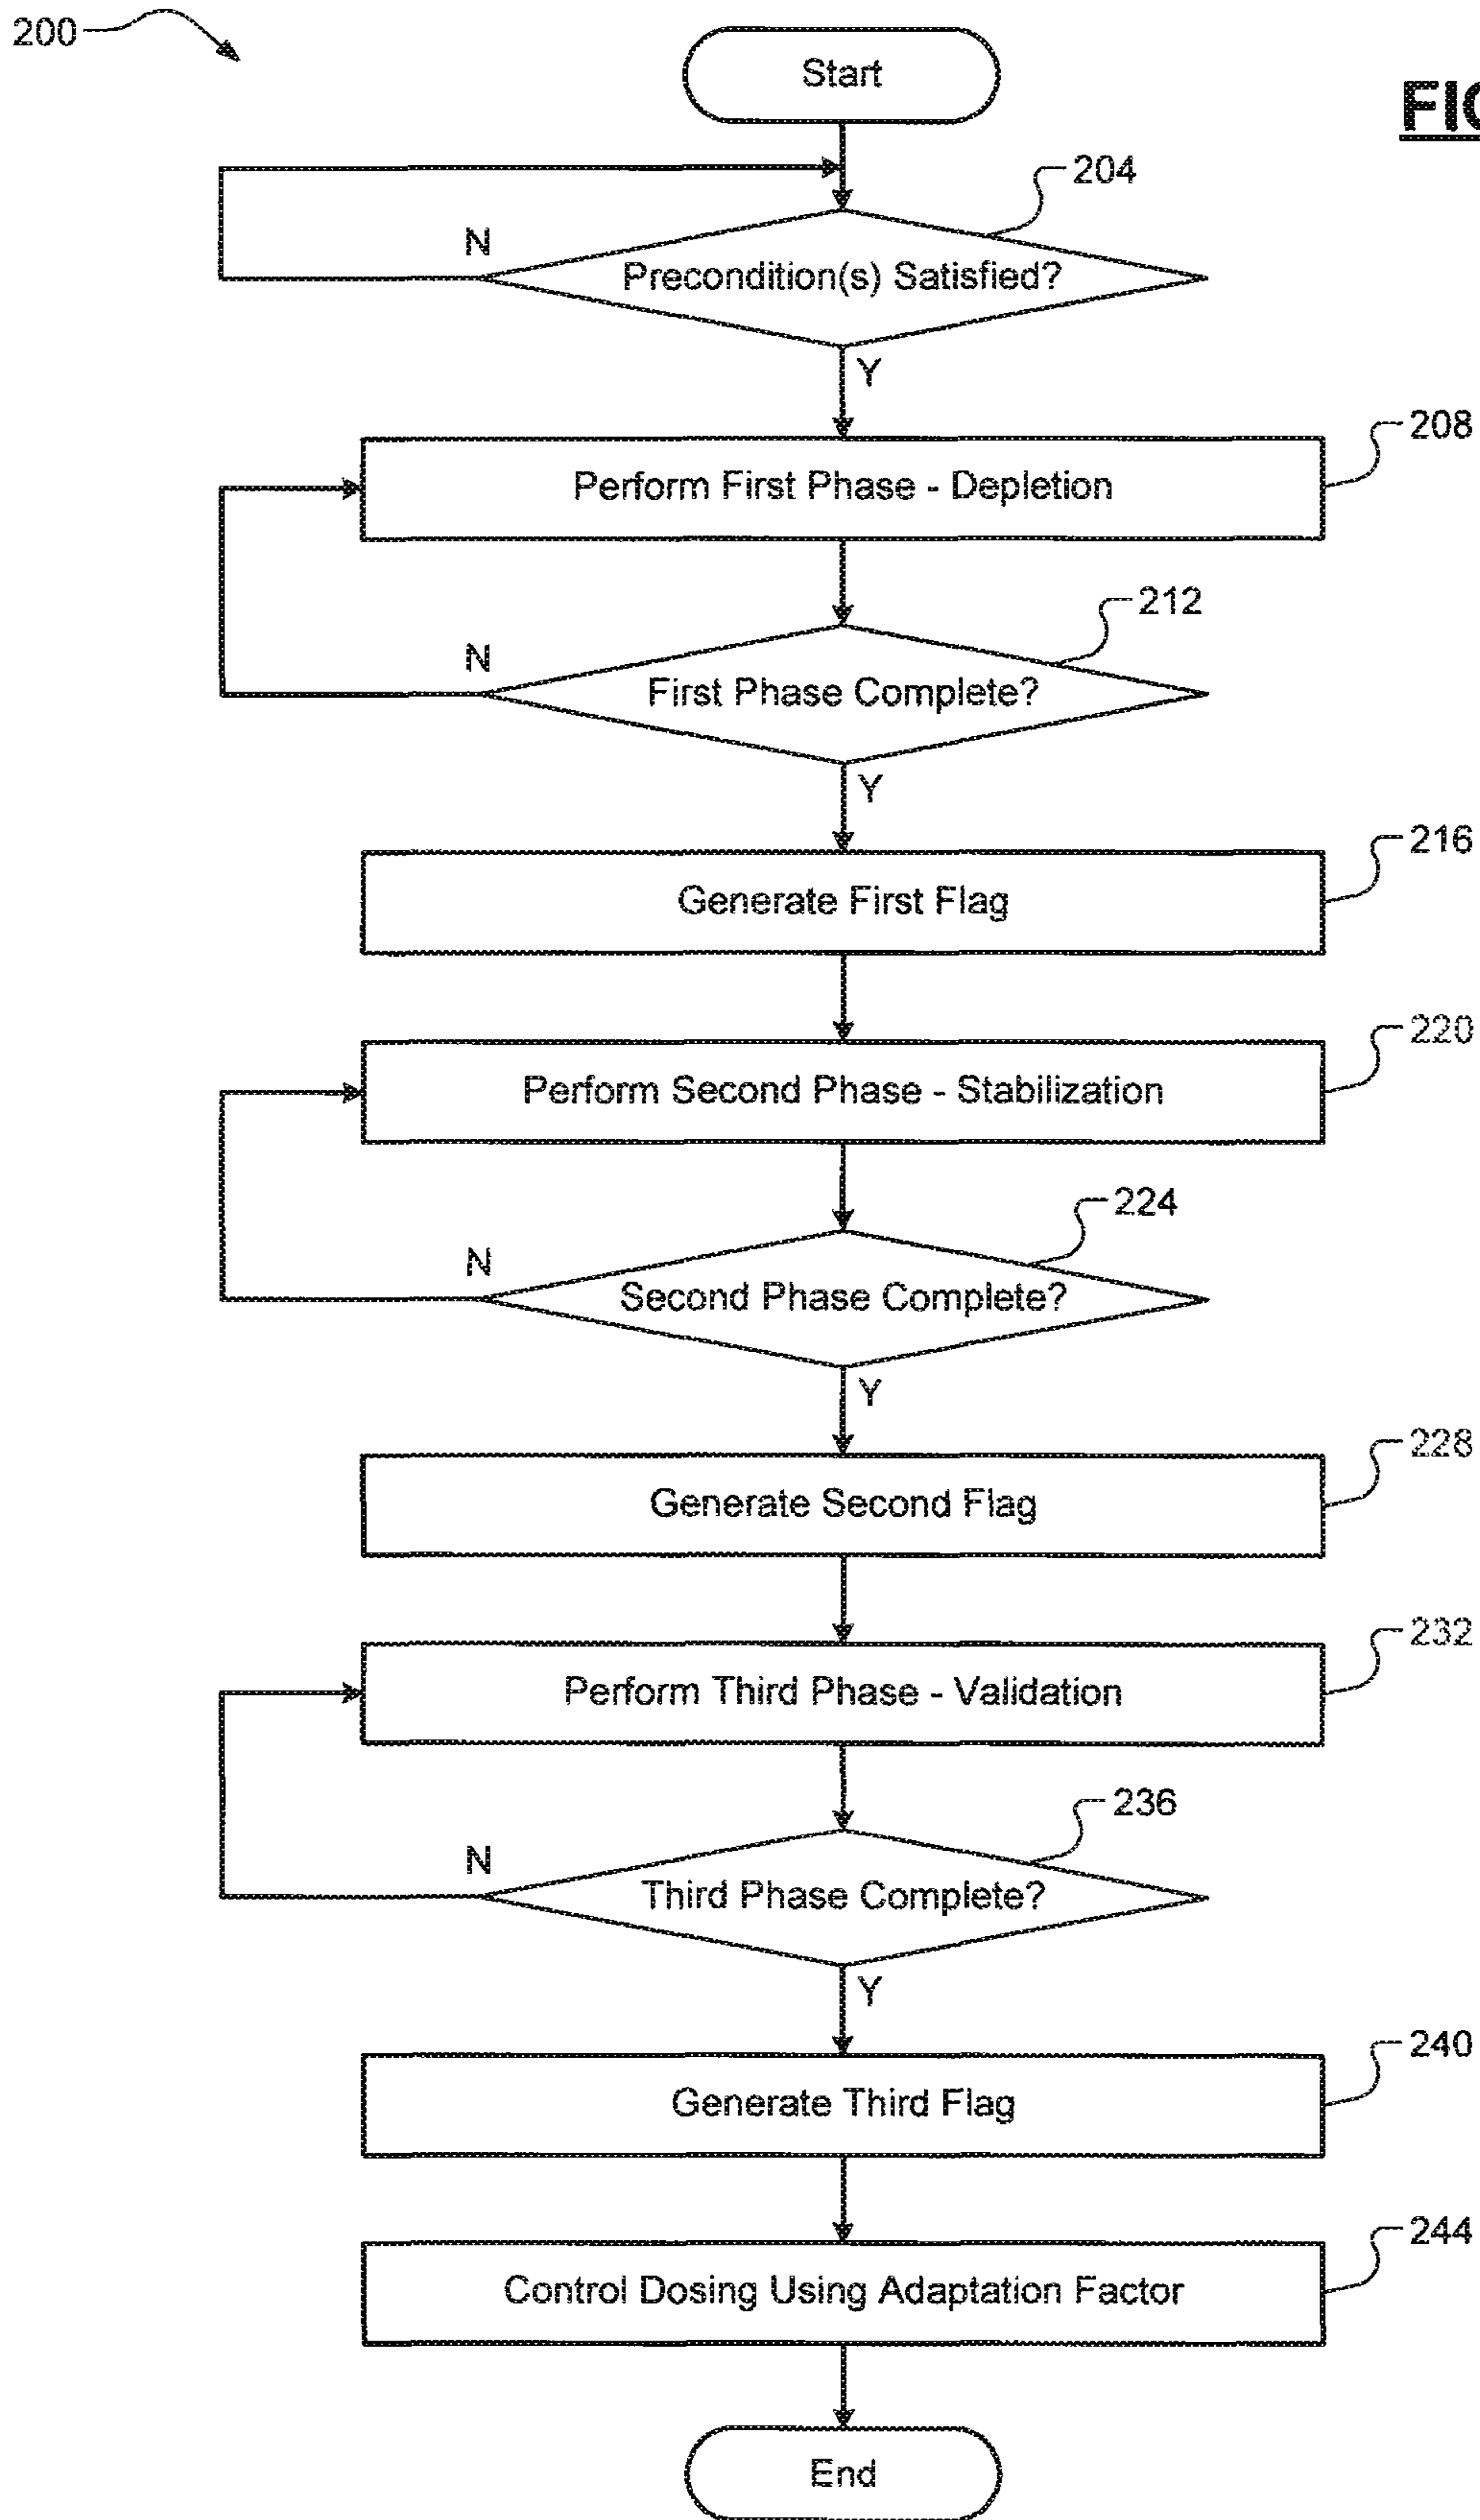 200
Start
204
N
Precondition(s) Satisfied?
Y
208
Perform First Phase - Depletion
212
N
First Phase Complete?
Y
216
Generate First Flag
220
Perform Second Phase - Stabilization
224
N
Second Phase Complete?
Y
228
Generate Second Flag
232
Perform Third Phase - Validation
236
N
Third Phase Complete?
Y
240
Generate Third Flag
244
Control Dosing Using Adaptation Factor
End